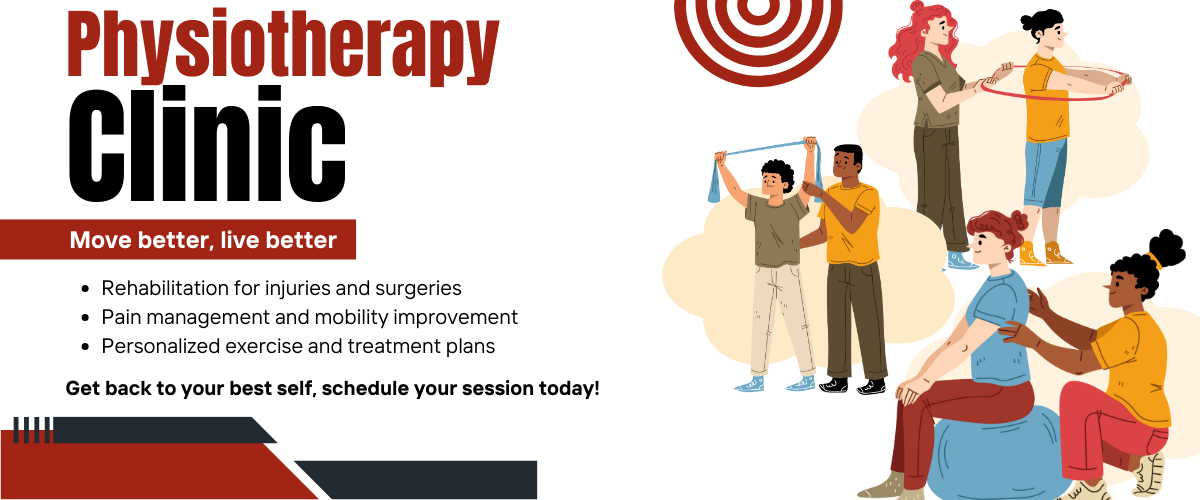 Physiotherapy
Clinic
Move better, live better
• Rehabilitation for injuries and surgeries
• Pain management and mobility improvement
• Personalized exercise and treatment plans
Get back to your best self, schedule your session today!